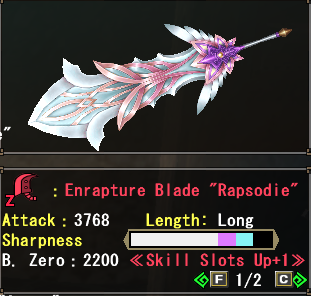 "
Z : Enrapture Blade "Rapsodie"
Attack : 3768 Length: Long
Sharpness
B. Zero : 2200 ≪Skill Slots Up+1≫
F 1/2 C